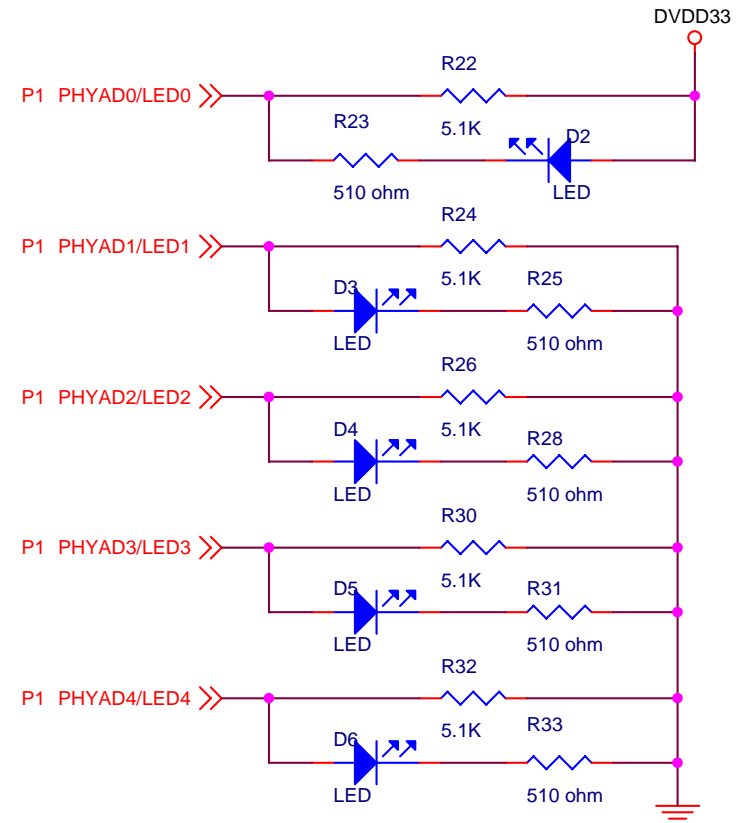 DVDD33
R22
P1 PHYAD0/LED0
5.1K
R23
D2
510 ohm
LED
R24
P1 PHYAD1/LED1
5.1K
R25
D3
LED
510 ohm
R26
P1 PHYAD2/LED2
5.1K
R28
D4
LED
510 ohm
R30
P1 PHYAD3/LED3
5.1K
R31
D5
LED
510 ohm
R32
P1 PHYAD4/LED4
5.1K
R33
D6
LED
510 ohm